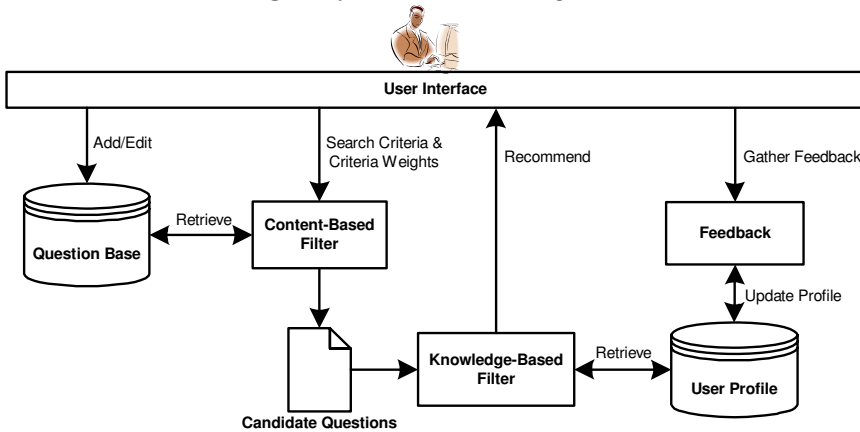 User Interface
Add/Edit
Search Criteria &
Criteria Weights
Recommend
Gather Feedback
Question Base
Retrieve
Content-Based
Filter
Feedback
Update Profile
Candidate Questions
Knowledge-Based
Filter
Retrieve
User Profile